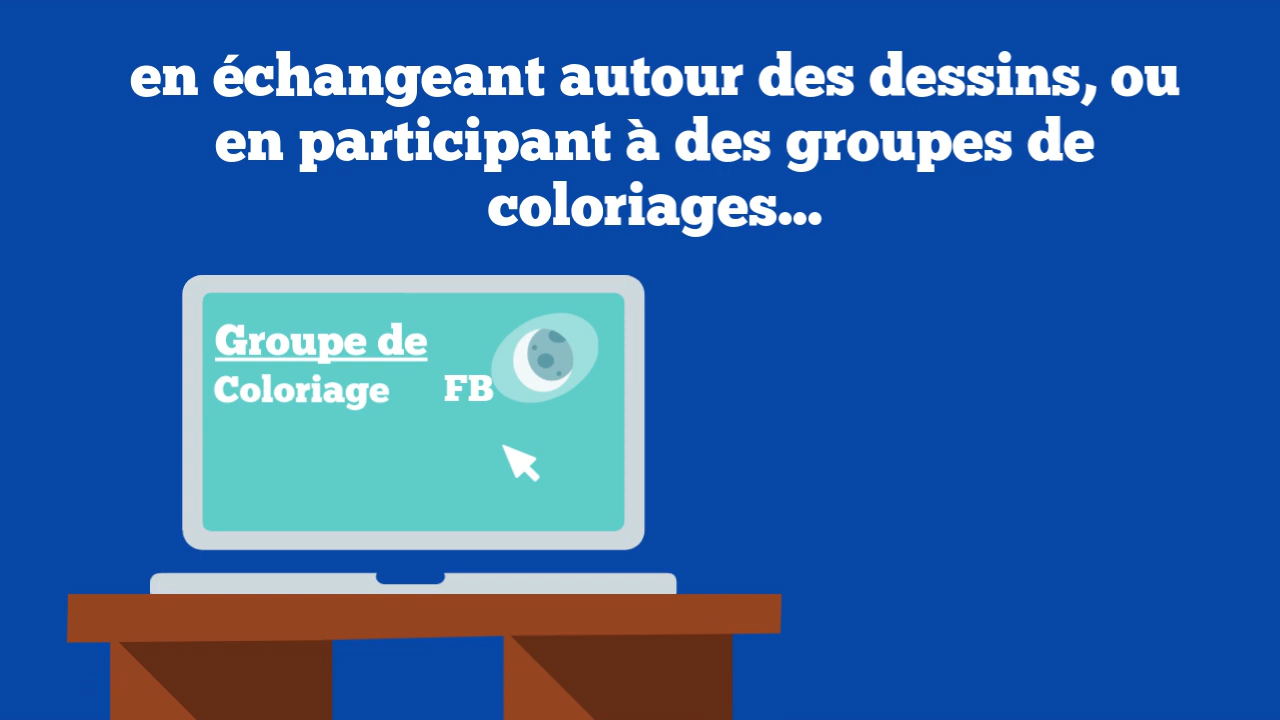 en échangeant autour des dessins, ou
en participant à des groupes de
coloriages...
Groupe de
Coloriage FB